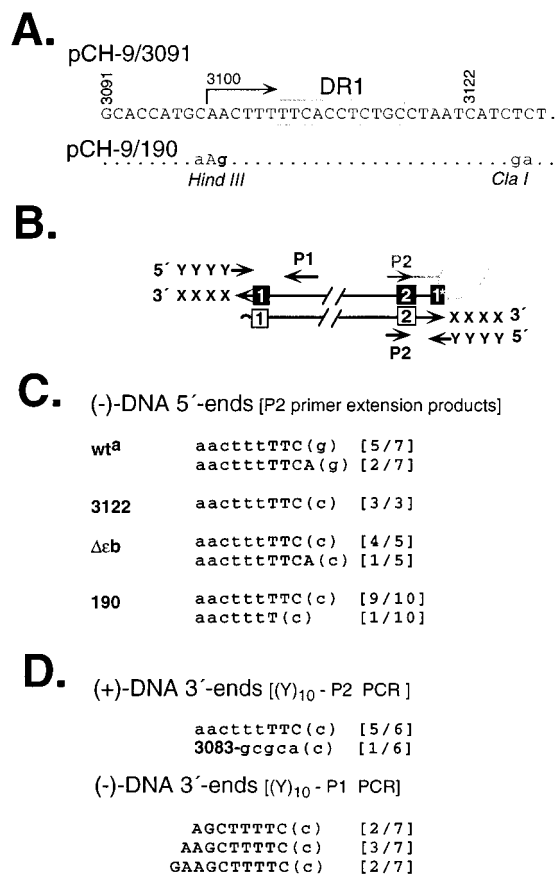 A.
pCH-9/3091
3091
3100
DR1
3122
GCACCATGCAACTTTTTCACCTCTGCCTAATCATCTCT.
pCH-9/190
aAg
ga
Hind III
Cla I
B.
P1
P2
5´ YYYY
3´ XXXX
1
2
1*
1
2
XXXX 3´
P2
YYYY 5´
C.
(-)-DNA 5´-ends [P2 primer extension products]
wtª aactttTTC(g) [5/7]
aactttTTCA(g) [2/7]
3122 aactttTTC(c) [3/3]
Δεb aactttTTC(c) [4/5]
aactttTTCA(c) [1/5]
190 aactttTTC(c) [9/10]
aactttT(c) [1/10]
D.
(+)-DNA 3´-ends [(Y)10 - P2 PCR ]
aactttTTC(c) [5/6]
3083-gcgca(c) [1/6]
(-)-DNA 3´-ends [(Y)10 - P1 PCR]
AGCTTTTC(c) [2/7]
AAGCTTTTC(c) [3/7]
GAAGCTTTTC(c) [2/7]